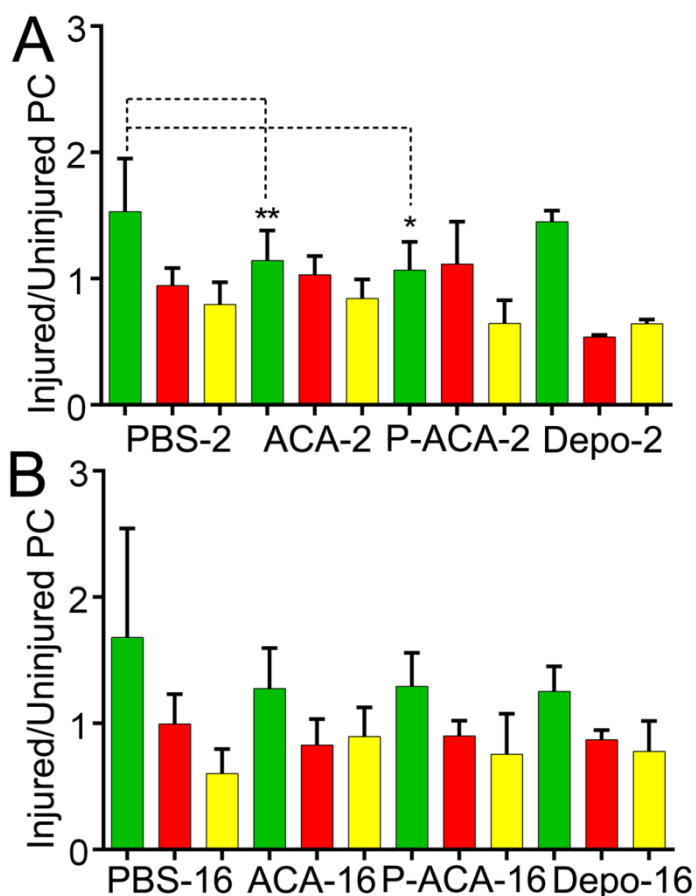 A
Injured/Uninjured PC
3
2
1
0
**
*
PBS-2 ACA-2 P-ACA-2 Depo-2
B
Injured/Uninjured PC
3
2
1
0
PBS-16 ACA-16 P-ACA-16 Depo-16